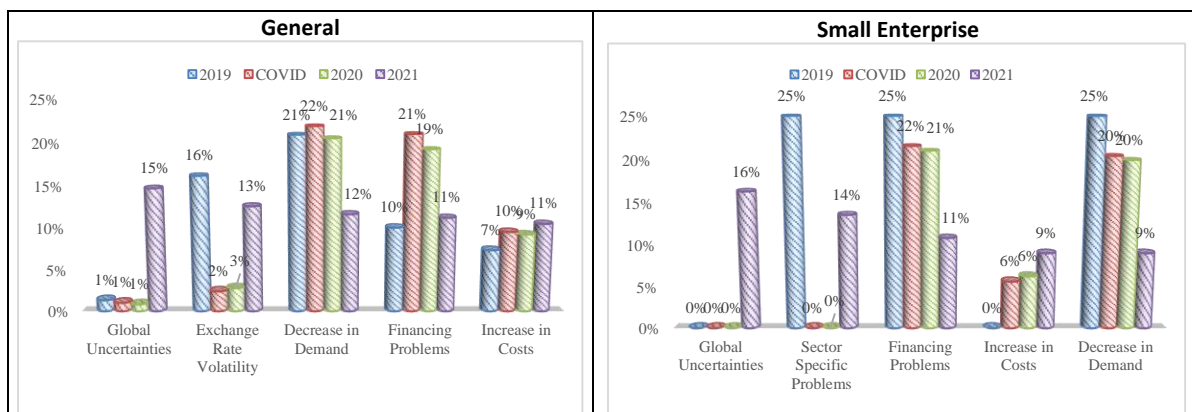 General
2019 COVID 2020 2021
25%
20%
15%
10%
5%
0%
1% 1% 1% 15%
16% 2% 3% 13%
21% 22% 21% 12%
10% 21% 19% 11%
7% 10% 9% 11%
Global
Uncertainties
Exchange
Rate
Volatility
Decrease in
Demand
Financing
Problems
Increase in
Costs
Small Enterprise
2019 COVID 2020 2021
25%
20%
15%
10%
5%
0%
0% 0% 0% 16%
25% 0% 0% 14%
25% 22% 21% 11%
0% 6% 6% 9%
25% 20% 20% 9%
Global
Uncertainties
Sector
Specific
Problems
Financing
Problems
Increase in
Costs
Decrease in
Demand